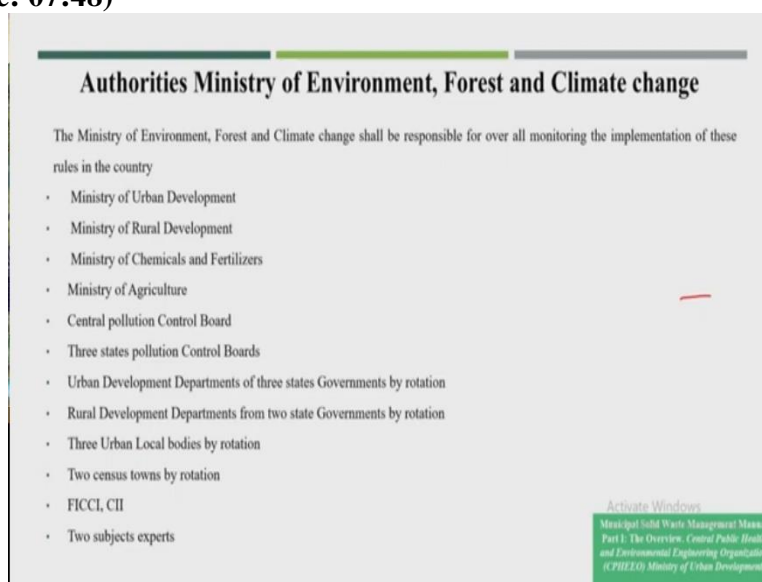 07:48)
Authorities Ministry of Environment, Forest and Climate change
The Ministry of Environment, Forest and Climate change shall be responsible for over all monitoring the implementation of these
rules in the country
• Ministry of Urban Development
• Ministry of Rural Development
• Ministry of Chemicals and Fertilizers
• Ministry of Agriculture
• Central pollution Control Board
• Three states pollution Control Boards
• Urban Development Departments of three states Governments by rotation
• Rural Development Departments from two state Governments by rotation
• Three Urban Local bodies by rotation
• Two census towns by rotation
• FICCI, CII
• Two subjects experts
Activate Windows
Municipal Solid Waste Management
Part I: The Overview. Central Public
and Environmental Engineering
(CPHEEO) Ministry of Urban